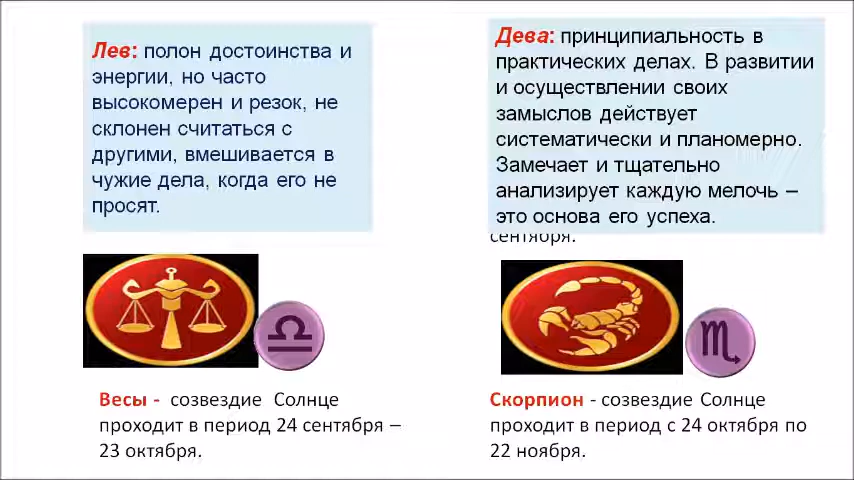 Лев: полон достоинства и
энергии, но часто
высокомерен и резок, не
склонен считаться с
другими, вмешивается в
чужие дела, когда его не
просят.
Дева: принципиальность в
практических делах. В развитии
и осуществлении своих
замыслов действует
систематически и планомерно.
Замечает и тщательно
анализирует каждую мелочь –
это основа его успеха.
сентября.
Весы - созвездие Солнце
проходит в период 24 сентября –
23 октября.
Скорпион - созвездие Солнце
проходит в период с 24 октября по
22 ноября.